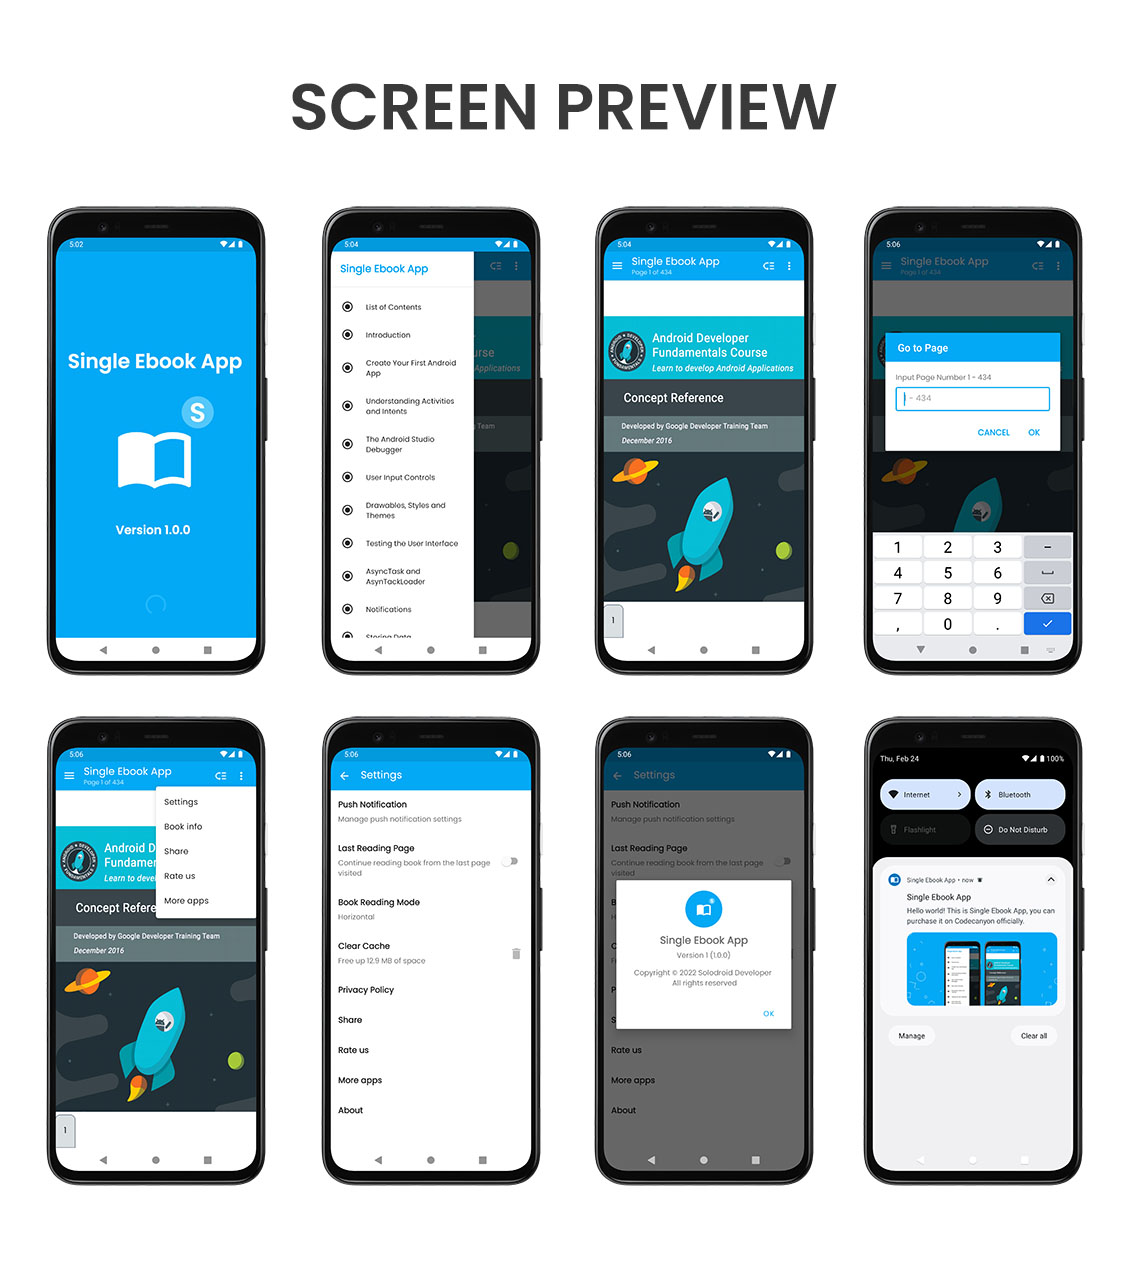 SCREEN PREVIEW
5:02
Single Ebook App
S
Version 1.0.0
5:04
Single Ebook App
List of Contents
Introduction
Create Your First Android
App
Understanding Activities
and Intents
The Android Studio
Debugger
User Input Controls
Drawables, Styles and
Themes
Testing the User Interface
AsyncTask and
AsynTackLoader
Notifications
Storing Data
urse
Applications
ng Team
5:04
Single Ebook App
Page 1 of 434
Android Developer
Fundamentals Course
Learn to develop Android Applications
ANDROID DEVELOPER
FUNDAMENTALS
Concept Reference
Developed by Google Developer Training Team
December 2016
1
5:06
Single Ebook App
Page 1 of 434
Go to Page
Input Page Number 1 - 434
- 434
CANCEL OK
1 2 3 -
4 5 6
7 8 9
, 0 .
5:06
Single Ebook App
Page 1 of 434
Settings
Book info
Share
Rate us
More apps
Android D
Fundame
Learn to deve
ANDROID DEVELOPER
FUNDAMENTALS
Concept Refere
Developed by Google Developer Training Team
December 2016
1
5:06
Settings
Push Notification
Manage push notification settings
Last Reading Page
Continue reading book from the last page
visited
Book Reading Mode
Horizontal
Clear Cache
Free up 12.9 MB of space
Privacy Policy
Share
Rate us
More apps
About
5:06
Settings
Push Notification
Manage push notification settings
Last Reading Page
Continue reading book from the last page
visited
B
H
C
F
P
S
Single Ebook App
Version 1 (1.0.0)
Copyright © 2022 Solodroid Developer
All rights reserved
OK
Rate us
More apps
About
Thu, Feb 24 100%
Internet Bluetooth
Flashlight Do Not Disturb
Single Ebook App • now
Single Ebook App
Hello world! This is Single Ebook App, you can
purchase it on Codecanyon officially.
Manage Clear all